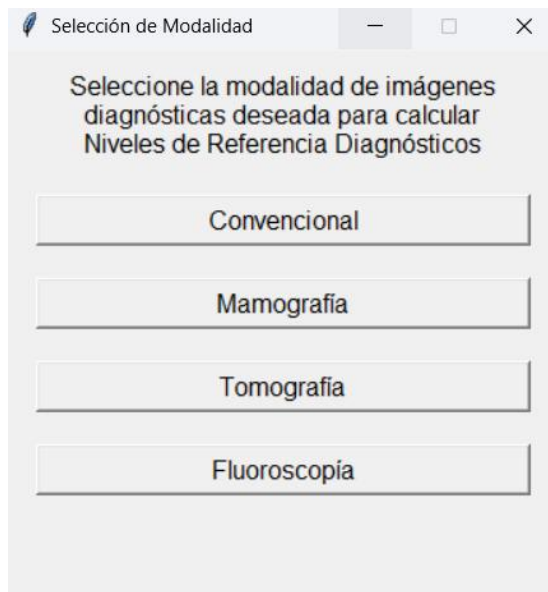 Selección de Modalidad
Seleccione la modalidad de imágenes
diagnósticas deseada para calcular
Niveles de Referencia Diagnósticos
Convencional
Mamografía
Tomografía
Fluoroscopía